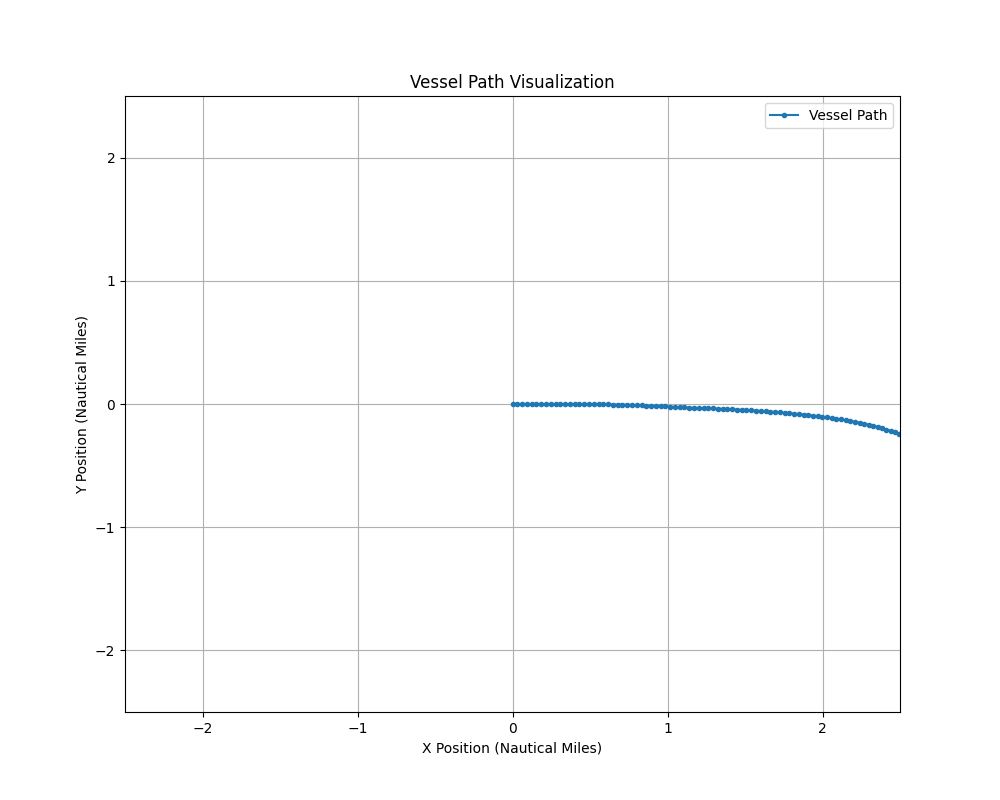 Vessel Path Visualization
Vessel Path
2
1
0
−1
−2
Y Position (Nautical Miles)
−2
−1
0
1
2
X Position (Nautical Miles)